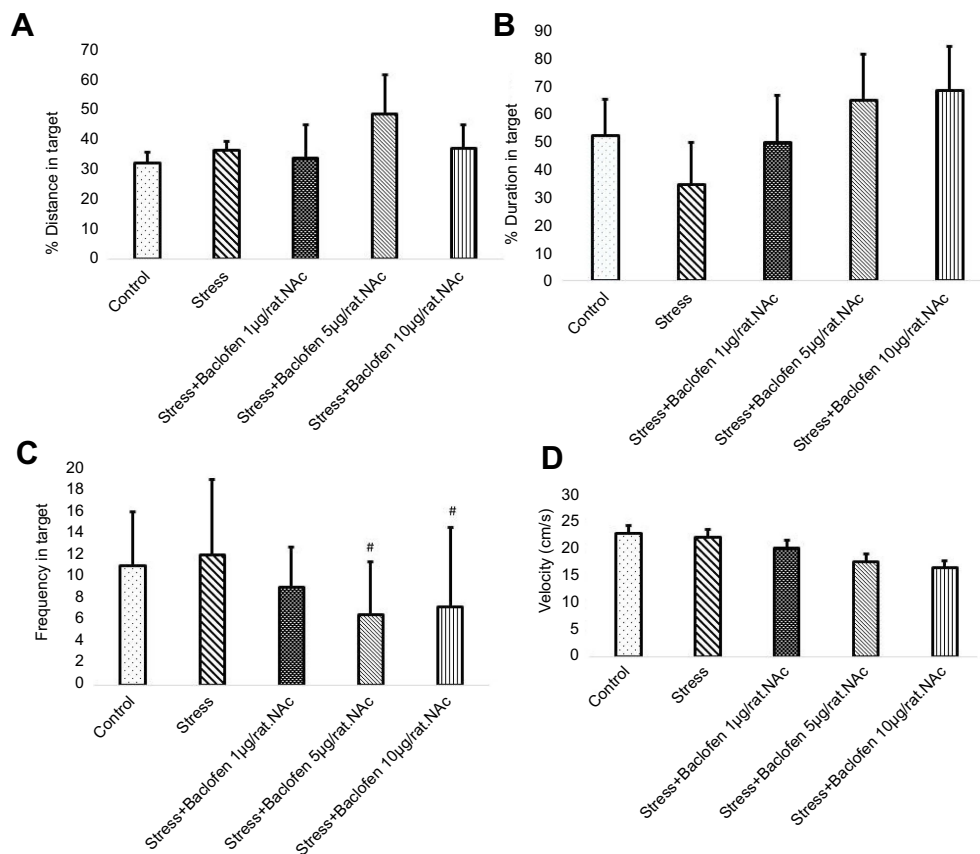 A
% Distance in target
70
60
50
40
30
20
10
0
Control
Stress
Stress+Baclofen 1µg/rat.NAc
Stress+Baclofen 5µg/rat.NAc
Stress+Baclofen 10µg/rat.NAc
B
% Duration in target
90
80
70
60
50
40
30
20
10
0
Control
Stress
Stress+Baclofen 1µg/rat.NAc
Stress+Baclofen 5µg/rat.NAc
Stress+Baclofen 10µg/rat.NAc
C
Frequency in target
20
18
16
14
12
10
8
6
4
2
0
#
#
Control
Stress
Stress+Baclofen 1µg/rat.NAc
Stress+Baclofen 5µg/rat.NAc
Stress+Baclofen 10µg/rat.NAc
D
Velocity (cm/s)
30
25
20
15
10
5
0
Control
Stress
Stress+Baclofen 1µg/rat.NAc
Stress+Baclofen 5µg/rat.NAc
Stress+Baclofen 10µg/rat.NAc